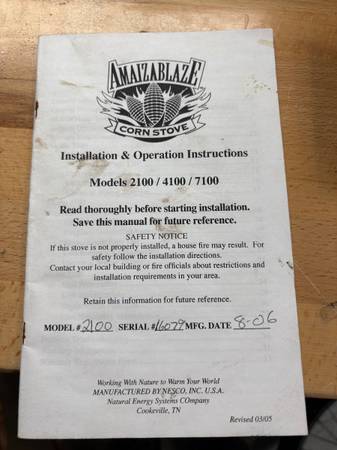 AMAIZABLAZE
CORN STOVE
Installation & Operation Instructions
Models 2100 / 4100 / 7100
Read thoroughly before starting installation.
Save this manual for future reference.
SAFETY NOTICE
If this stove is not properly installed, a house fire may result. For
safety follow the installation directions.
Contact your local building or fire officials about restrictions and
installation requirements in your area.
Retain this information for future reference.
MODEL # 2100 SERIAL # 16079 MFG. DATE 8-06
Working With Nature to Warm Your World
MANUFACTURED BY NESCO, INC. U.S.A.
Natural Energy Systems COmpany
Cookeville, TN
Revised 03/05